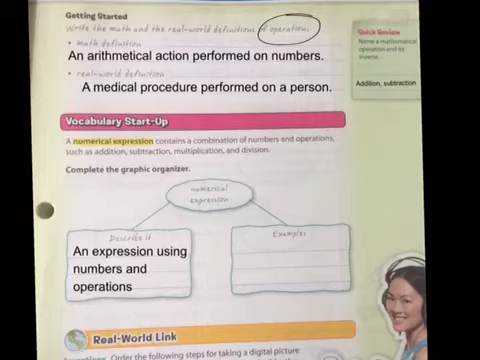 Getting Started
Write the math and the real-world definitions of operation.
• math definition
An arithmetical action performed on numbers.
• real-world definition
A medical procedure performed on a person.
Quick Review
Name a mathematical
operation and its
inverse.
Addition, subtraction
Vocabulary Start-Up
A numerical expression contains a combination of numbers and operations,
such as addition, subtraction, multiplication, and division.
Complete the graphic organizer.
numerical
expression
Describe it
An expression using
numbers and
operations
Examples
Real-World Link
Order the following steps for taking a digital picture